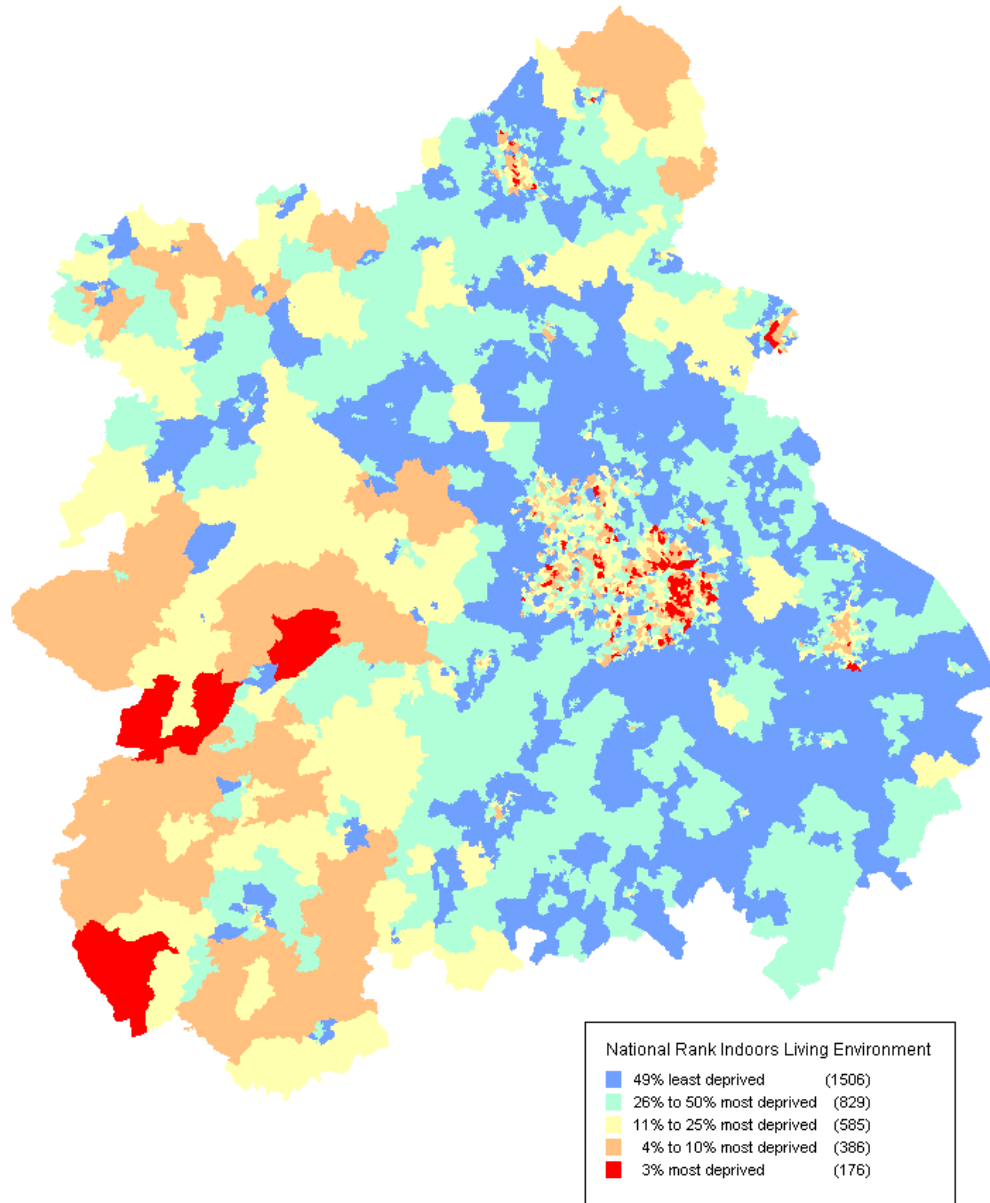 National Rank Indoors Living Environment
49% least deprived (1506)
26% to 50% most deprived (829)
11% to 25% most deprived (585)
4% to 10% most deprived (386)
3% most deprived (176)